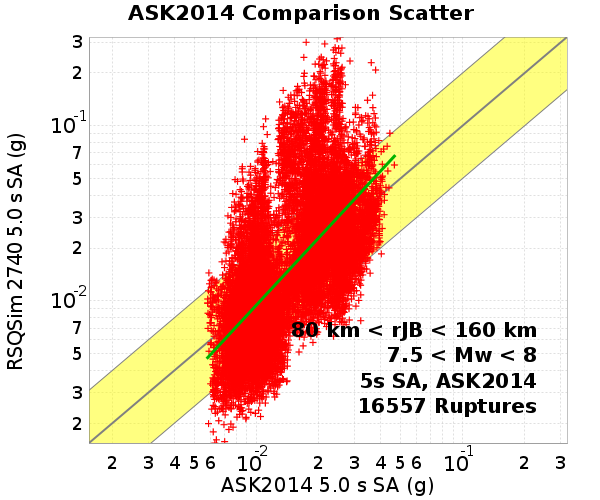 ASK2014 Comparison Scatter
3
2
10-1
7
5
3
2
10-2
7
5
3
2
RSQSim 2740 5.0 s SA (g)
80 km < rJB < 160 km
7.5 < Mw < 8
5s SA, ASK2014
16557 Ruptures
2 3 4 5 6 10-2 2 3 4 5 6 10-1 2 3
ASK2014 5.0 s SA (g)